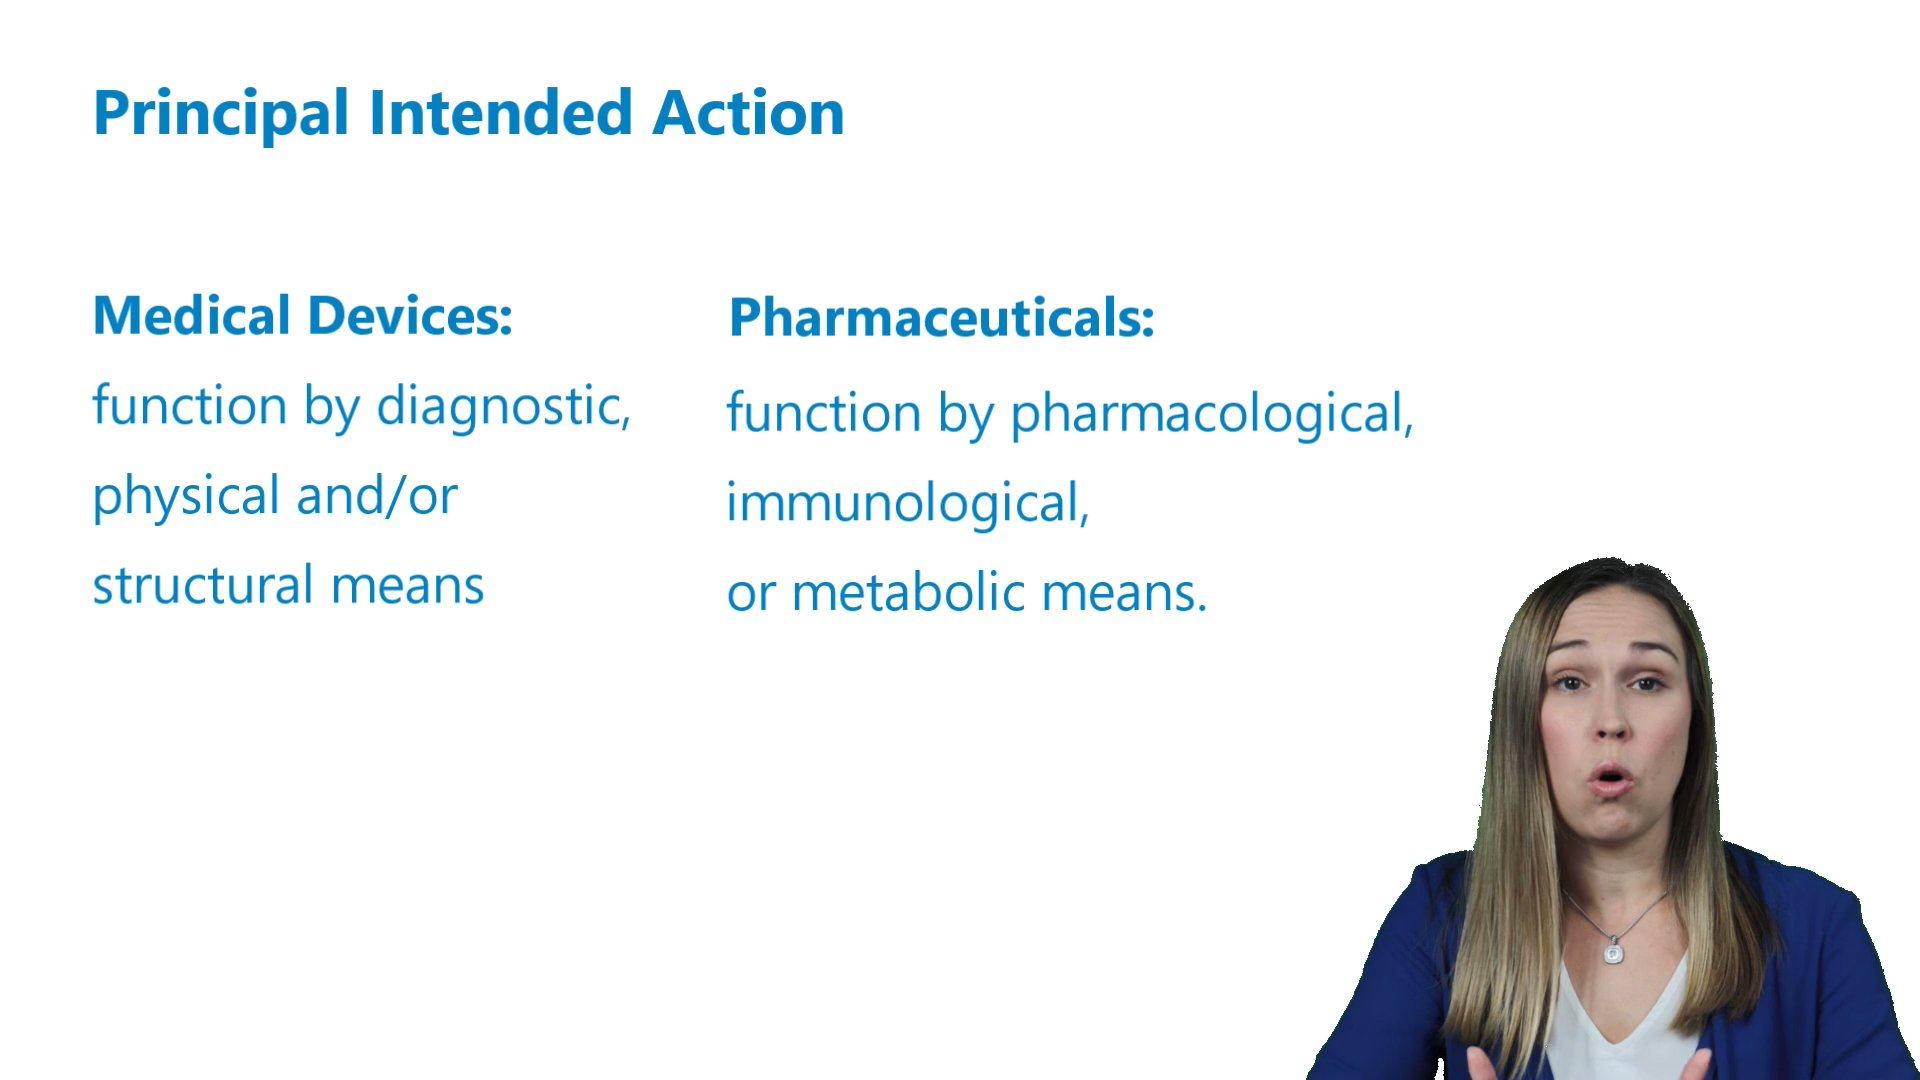 Principal Intended Action
Medical Devices:
function by diagnostic,
physical and/or
structural means
Pharmaceuticals:
function by pharmacological,
immunological,
or metabolic means.